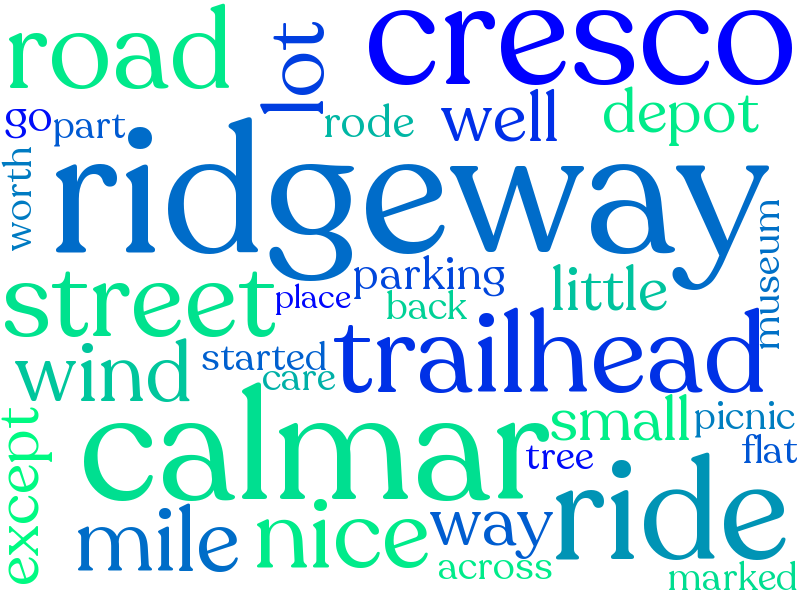 road
lot
cresco
go
part
rode
well
depot
worth
ridgeway
museum
street
place
parking
back
little
wind
started
care
trailhead
except
calmar
small
picnic
tree
flat
mile
nice
way
ride
across
marked